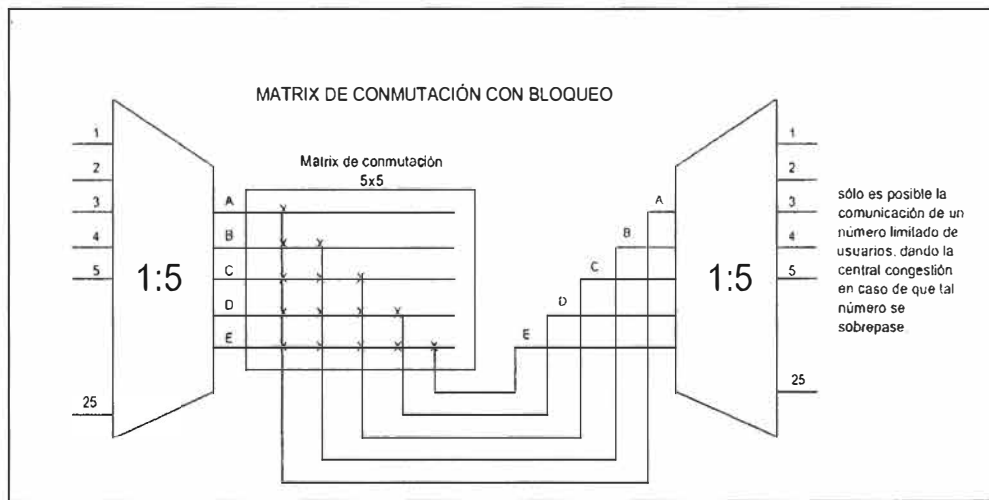 MATRIX DE CONMUTACIÓN CON BLOQUEO
Matrix de conmutación
5x5
1
2
3
4
5
25
1:5
A
B
C
D
E
A
B
C
D
E
1:5
1
2
3
4
5
25
sólo es posible la
comunicación de un
número limitado de
usuarios. dando la
central congestión
en caso de que tal
número se
sobrepase